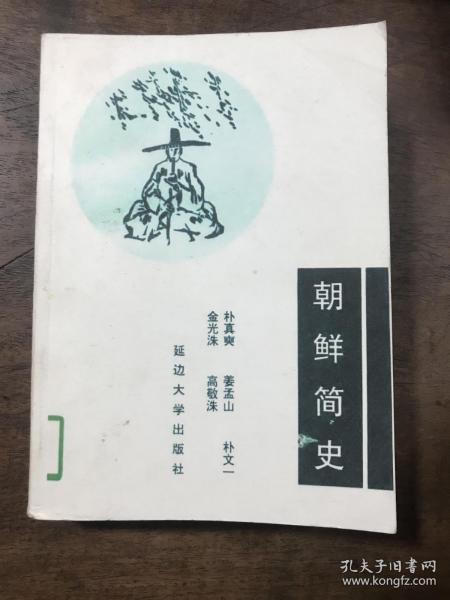 朝鲜简史
朴真奭 姜孟山 朴文一
金光洙 高敬洙
延边大学出版社
孔夫子旧书网
www.kongfz.com